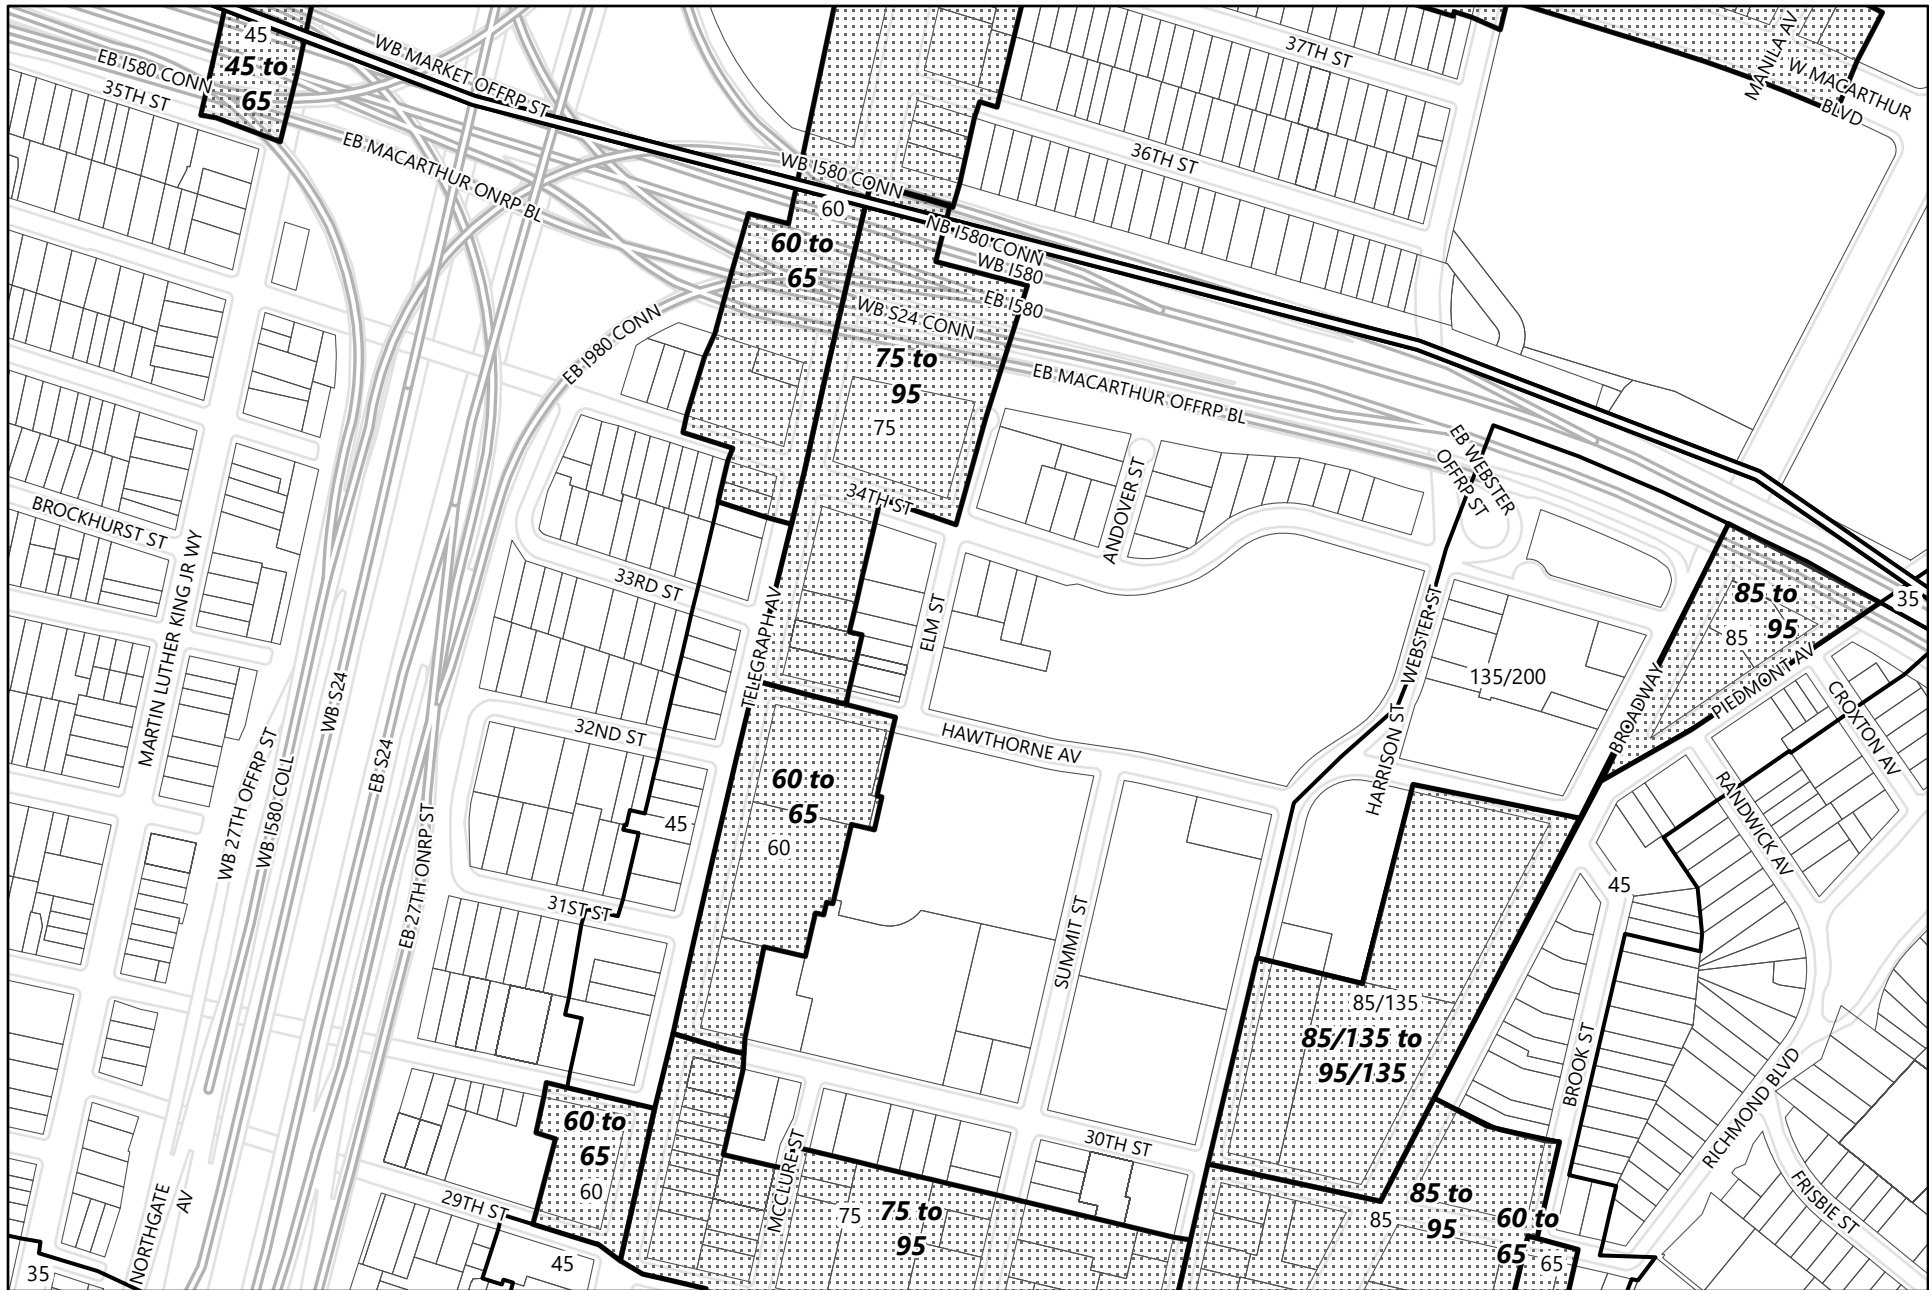 45
45 to
65
EB I580 CONN
35TH ST
WB MARKET OFFRP ST
EB MACARTHUR ONRP BL
37TH ST
36TH ST
MANILA AV
W. MACARTHUR
BLVD
WB I580 CONN
60
60 to
65
NB I580 CONN
WB I580
EB I580
WB S24 CONN
75 to
95
75
EB I980 CONN
EB MACARTHUR OFFRP BL
34TH ST
ANDOVER ST
EB WEBSTER
OFFRP ST
BROCKHURST ST
MARTIN LUTHER KING JR WY
33RD ST
TELEGRAPH AV
ELM ST
WEBSTER ST
135/200
85 to
95
85
35
PIEDMONT AV
BROADWAY
CROXTON AV
32ND ST
HAWTHORNE AV
HARRISON ST
RANDWICK AV
WB 27TH OFFRP ST
WB I580 COLL
WB S24
EB S24
EB 27TH ONRP ST
45
60 to
65
60
31ST ST
SUMMIT ST
45
85/135
85/135 to
95/135
BROOK ST
RICHMOND BLVD
60 to
65
60
MCCLURE ST
30TH ST
29TH ST
NORTHGATE
AV
35
45
75
75 to
95
85 to
95
85
60 to
65
65
FRISBIE ST